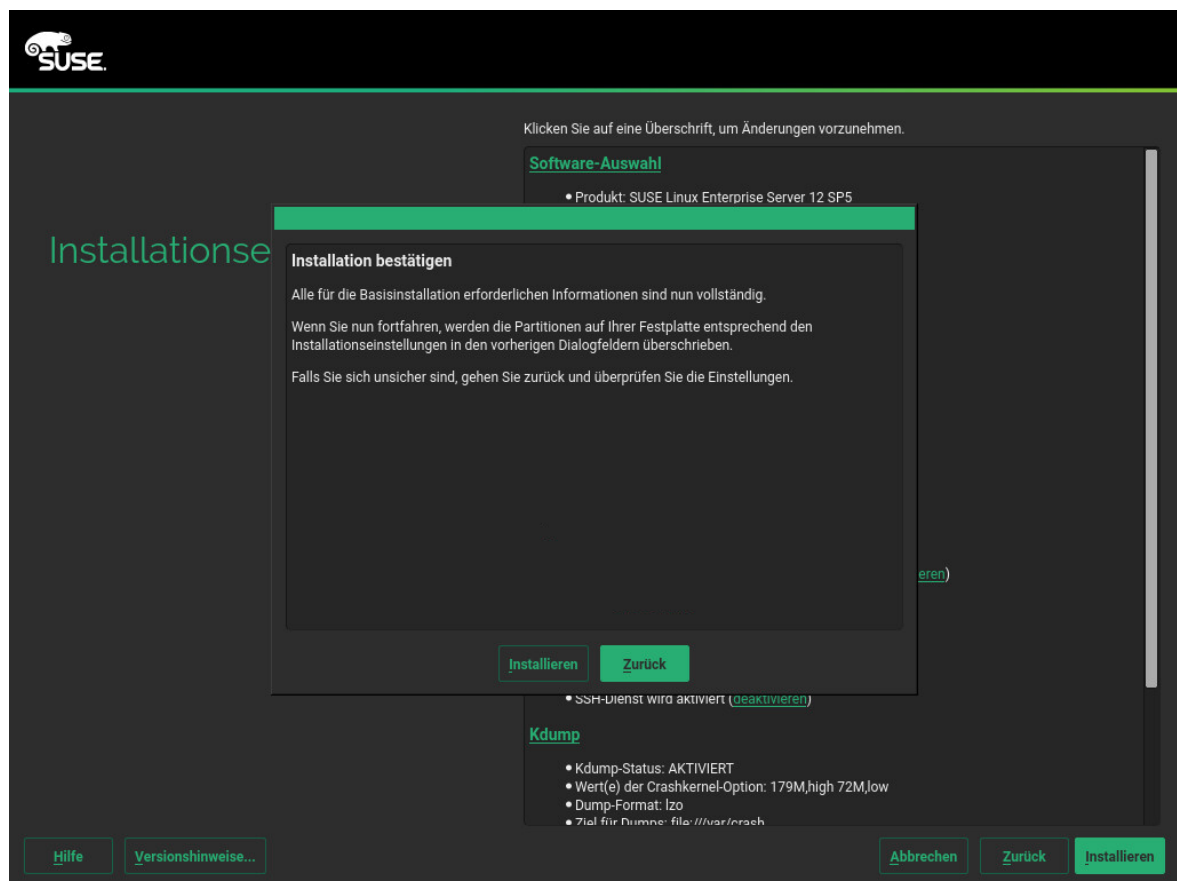 SUSE.
Klicken Sie auf eine Überschrift, um Änderungen vorzunehmen.
Software-Auswahl
• Produkt: SUSE Linux Enterprise Server 12 SP5
Installationse
Installation bestätigen
Alle für die Basisinstallation erforderlichen Informationen sind nun vollständig.
Wenn Sie nun fortfahren, werden die Partitionen auf Ihrer Festplatte entsprechend den
Installationseinstellungen in den vorherigen Dialogfeldern überschrieben.
Falls Sie sich unsicher sind, gehen Sie zurück und überprüfen Sie die Einstellungen.
eren)
Installieren Zurück
• SSH-Dienst wird aktiviert (deaktivieren)
Kdump
• Kdump-Status: AKTIVIERT
• Wert(e) der Crashkernel-Option: 179M,high 72M,low
• Dump-Format: lzo
• Ziel für Dumps: file:///var/crash
Hilfe Versionshinweise... Abbrechen Zurück Installieren